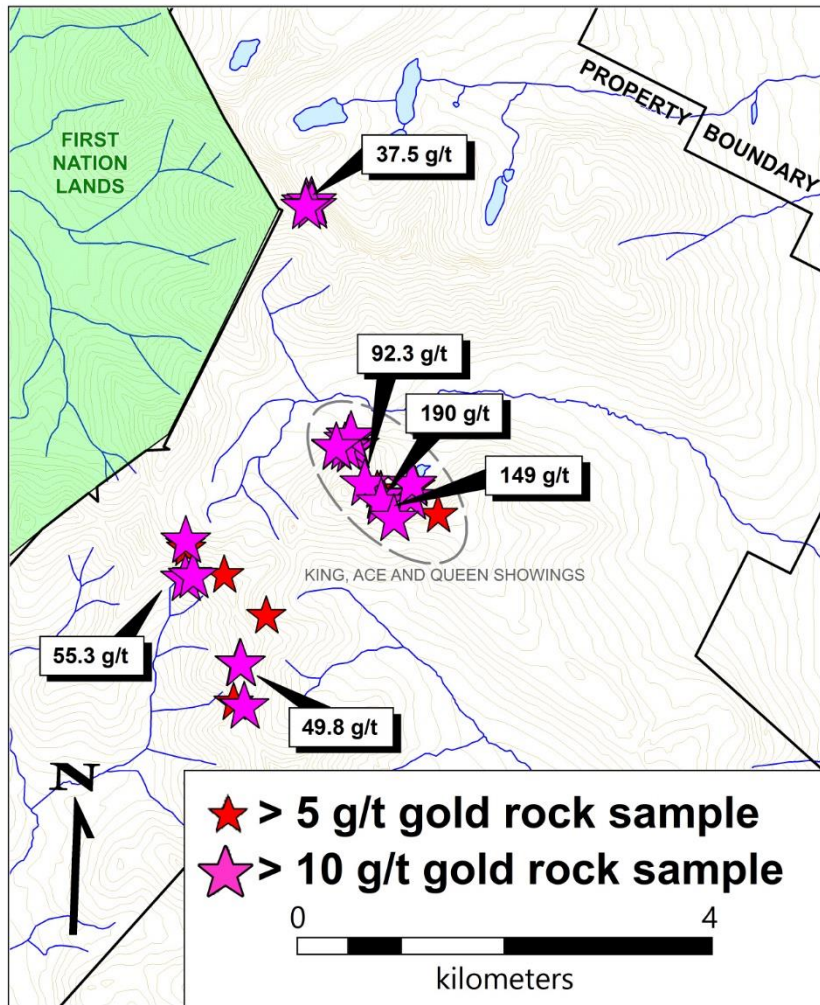 PROPERTY
BOUNDARY
FIRST
NATION
LANDS
37.5 g/t
92.3 g/t
190 g/t
149 g/t
KING, ACE AND QUEEN SHOWINGS
55.3 g/t
49.8 g/t
N
> 5 g/t gold rock sample
> 10 g/t gold rock sample
0 4
kilometers